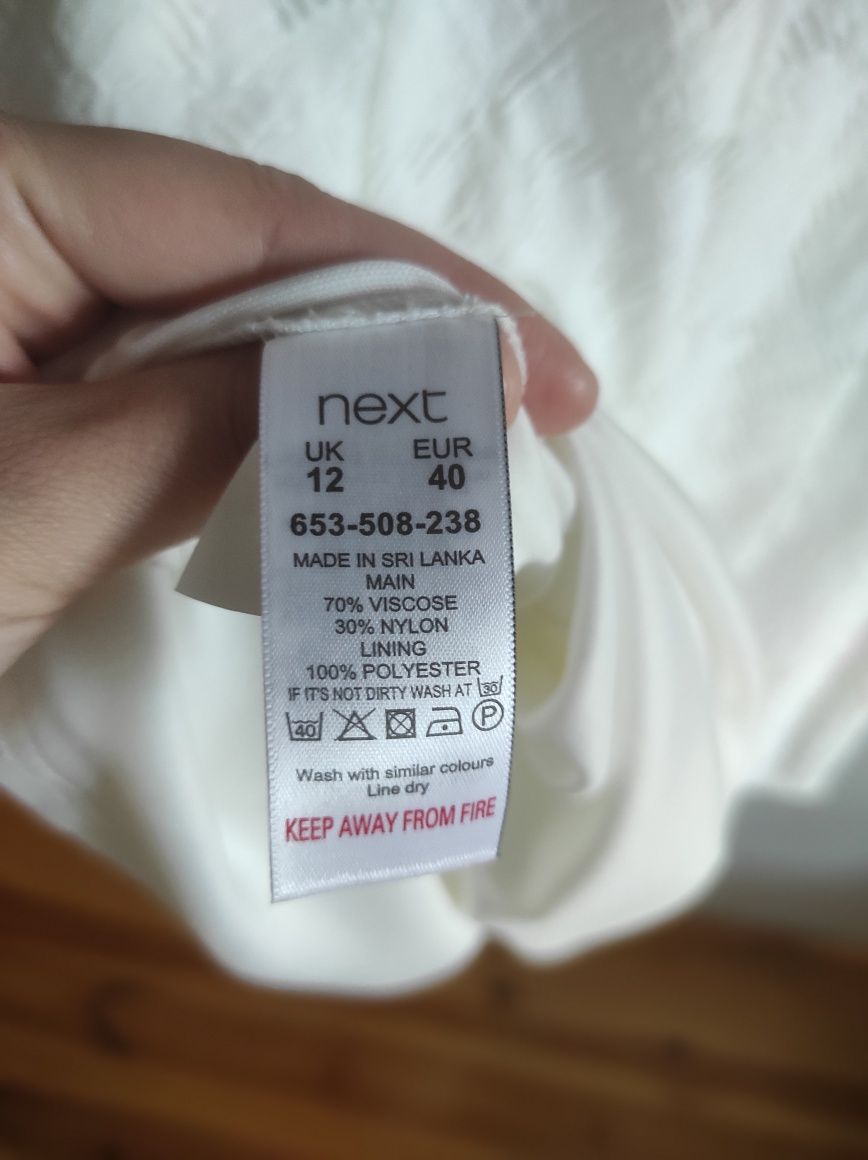 next
UK EUR
12 40
653-508-238
MADE IN SRI LANKA
MAIN
70% VISCOSE
30% NYLON
LINING
100% POLYESTER
IF IT'S NOT DIRTY WASH AT 30
40 P
Wash with similar colours
Line dry
KEEP AWAY FROM FIRE